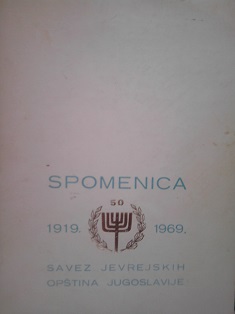 SPOMENICA
50
1919. 1969.
SAVEZ JEVREJSKIH
OPŠTINA JUGOSLAVIJE